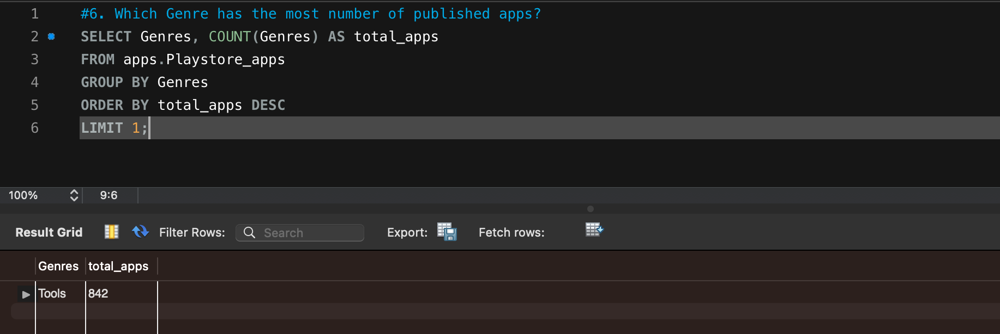 1 #6. Which Genre has the most number of published apps?
2 SELECT Genres, COUNT(Genres) AS total_apps
3 FROM apps.Playstore_apps
4 GROUP BY Genres
5 ORDER BY total_apps DESC
6 LIMIT 1;
100% 9:6
Result Grid Filter Rows: Search Export: Fetch rows:
Genres total_apps
Tools 842